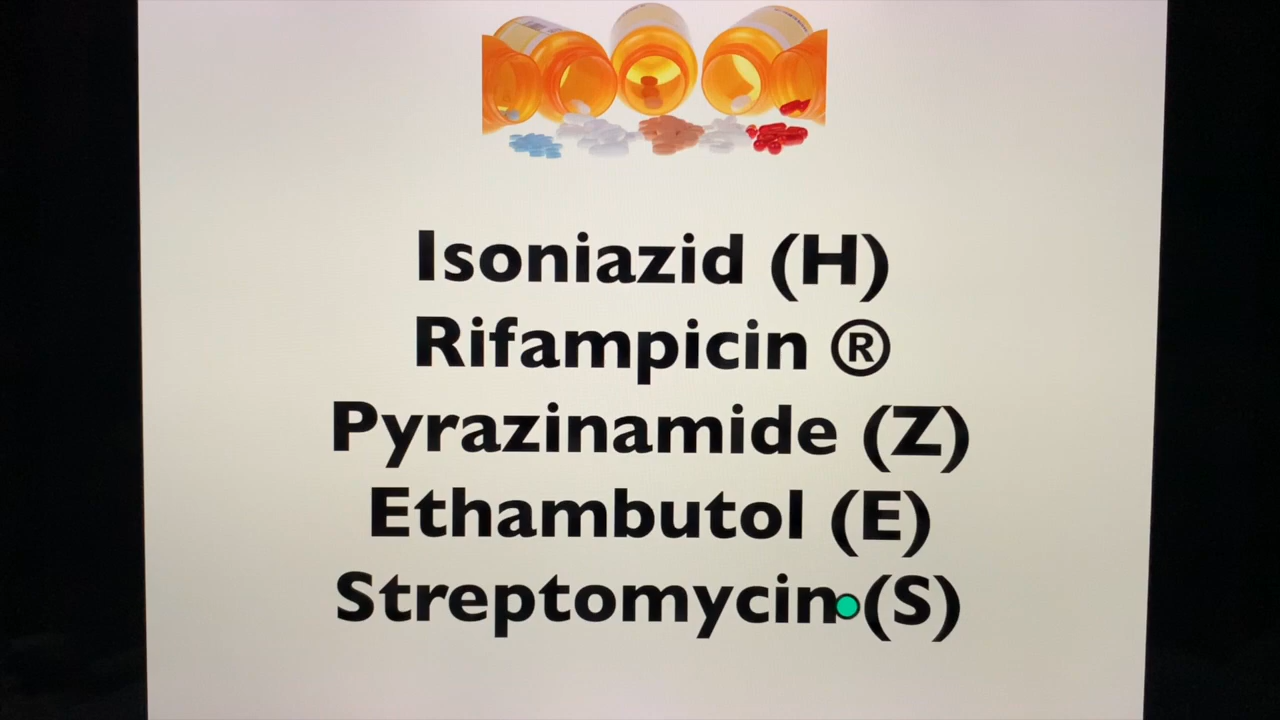 Isoniazid (H)
Rifampicin ®
Pyrazinamide (Z)
Ethambutol (E)
Streptomycin (S)